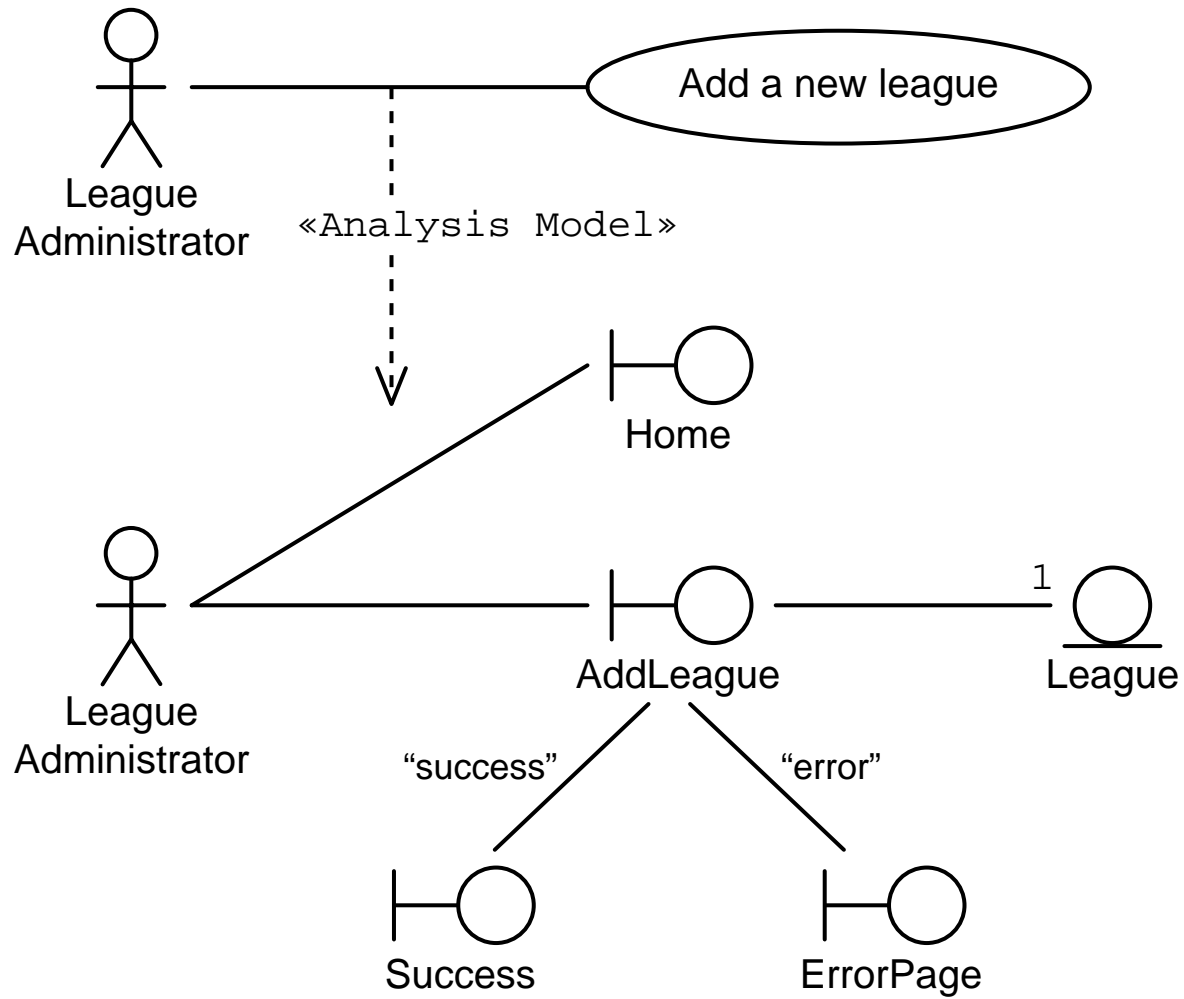 Add a new league
League
Administrator
«Analysis Model»
Home
1
AddLeague
League
League
Administrator
“success”
“error”
Success
ErrorPage